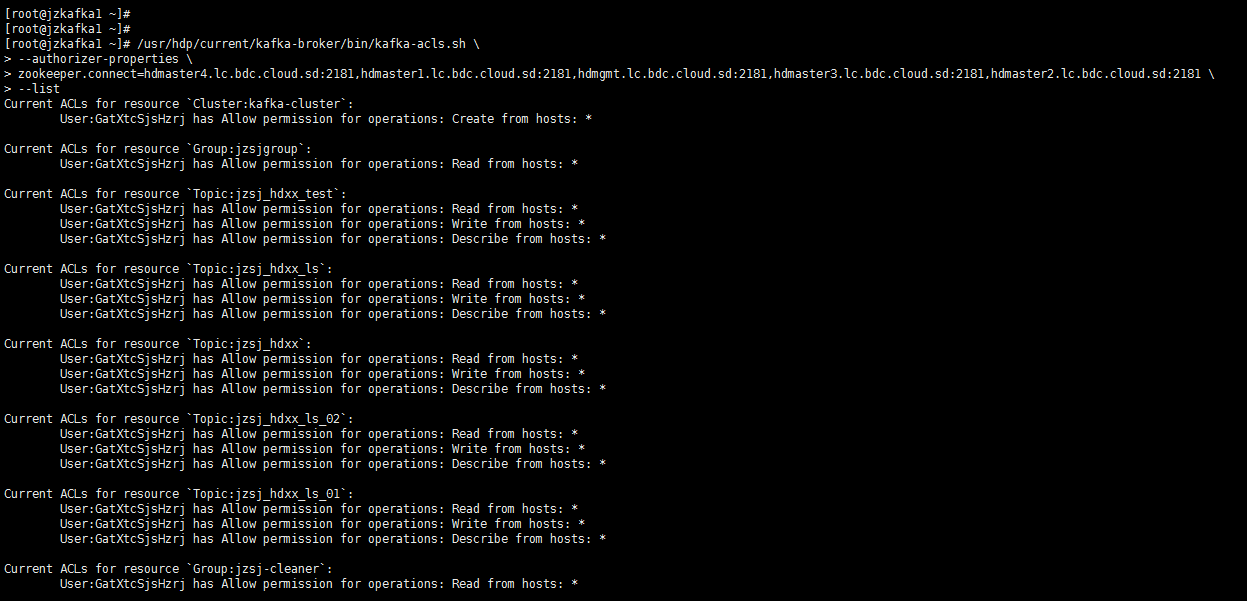 [root@jzkafka1 ~]#
[root@jzkafka1 ~]#
[root@jzkafka1 ~]# /usr/hdp/current/kafka-broker/bin/kafka-acls.sh \
> --authorizer-properties \
> zookeeper.connect=hdmaster4.lc.bdc.cloud.sd:2181,hdmaster1.lc.bdc.cloud.sd:2181,hdmgmt.lc.bdc.cloud.sd:2181,hdmaster3.lc.bdc.cloud.sd:2181,hdmaster2.lc.bdc.cloud.sd:2181 \
> --list
Current ACLs for resource `Cluster:kafka-cluster`:
User:GatXtcSjsHzrj has Allow permission for operations: Create from hosts: *
Current ACLs for resource `Group:jzsjgroup`:
User:GatXtcSjsHzrj has Allow permission for operations: Read from hosts: *
Current ACLs for resource `Topic:jzsj_hdxx_test`:
User:GatXtcSjsHzrj has Allow permission for operations: Read from hosts: *
User:GatXtcSjsHzrj has Allow permission for operations: Write from hosts: *
User:GatXtcSjsHzrj has Allow permission for operations: Describe from hosts: *
Current ACLs for resource `Topic:jzsj_hdxx_ls`:
User:GatXtcSjsHzrj has Allow permission for operations: Read from hosts: *
User:GatXtcSjsHzrj has Allow permission for operations: Write from hosts: *
User:GatXtcSjsHzrj has Allow permission for operations: Describe from hosts: *
Current ACLs for resource `Topic:jzsj_hdxx`:
User:GatXtcSjsHzrj has Allow permission for operations: Read from hosts: *
User:GatXtcSjsHzrj has Allow permission for operations: Write from hosts: *
User:GatXtcSjsHzrj has Allow permission for operations: Describe from hosts: *
Current ACLs for resource `Topic:jzsj_hdxx_ls_02`:
User:GatXtcSjsHzrj has Allow permission for operations: Read from hosts: *
User:GatXtcSjsHzrj has Allow permission for operations: Write from hosts: *
User:GatXtcSjsHzrj has Allow permission for operations: Describe from hosts: *
Current ACLs for resource `Topic:jzsj_hdxx_ls_01`:
User:GatXtcSjsHzrj has Allow permission for operations: Read from hosts: *
User:GatXtcSjsHzrj has Allow permission for operations: Write from hosts: *
User:GatXtcSjsHzrj has Allow permission for operations: Describe from hosts: *
Current ACLs for resource `Group:jzsj-cleaner`:
User:GatXtcSjsHzrj has Allow permission for operations: Read from hosts: *